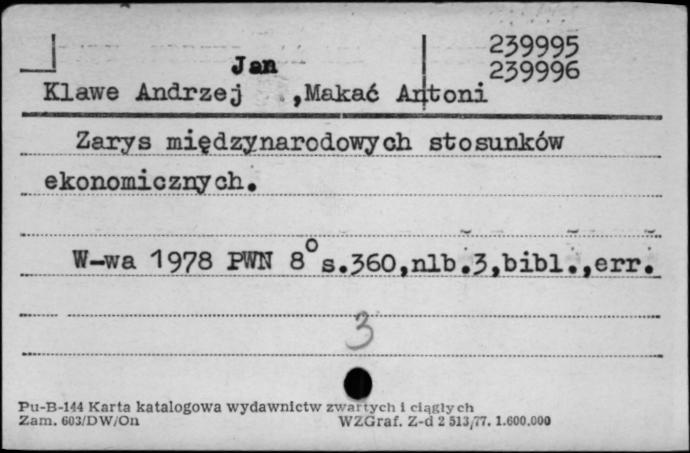 239995
Jan 239996
Klawe Andrzej ,Makać Antoni
Zarys międzynarodowych stosunków
ekonomicznych.
W-wa 1978 PWN 8° s.360,nlb.3,bibl.,err.
3
Pu-B-144 Karta katalogowa wydawnictw zwartych i ciągłych
Zam. 603/DW/On WZGraf. Z-d 2 513/77. 1.600.000